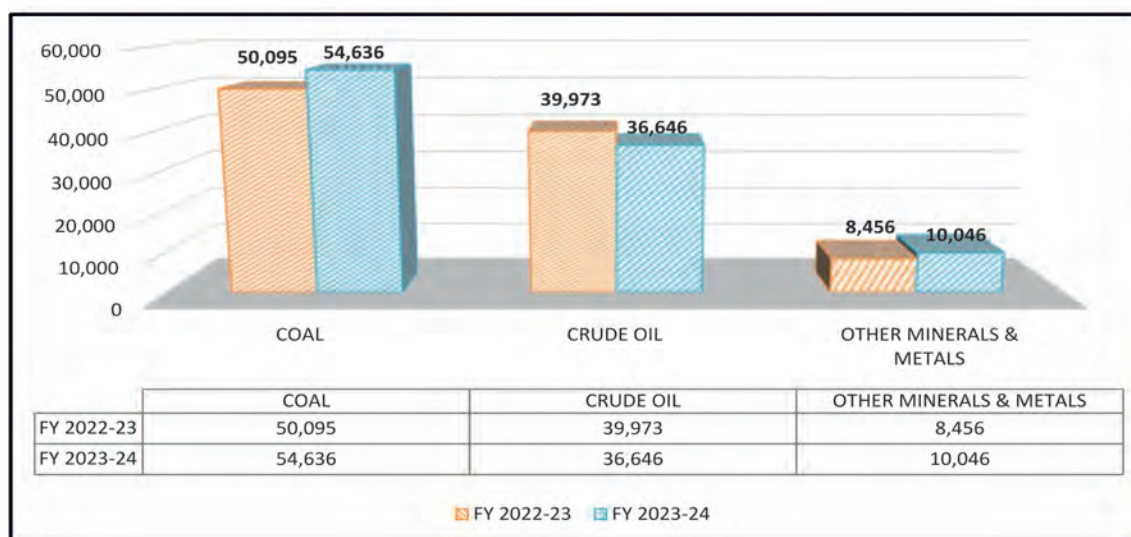 60,000
50,000
40,000
30,000
20,000
10,000
0
50,095
54,636
39,973
36,646
8,456
10,046
COAL
CRUDE OIL
OTHER MINERALS &
METALS
COAL CRUDE OIL OTHER MINERALS & METALS
FY 2022-23 50,095 39,973 8,456
FY 2023-24 54,636 36,646 10,046
FY 2022-23 FY 2023-24